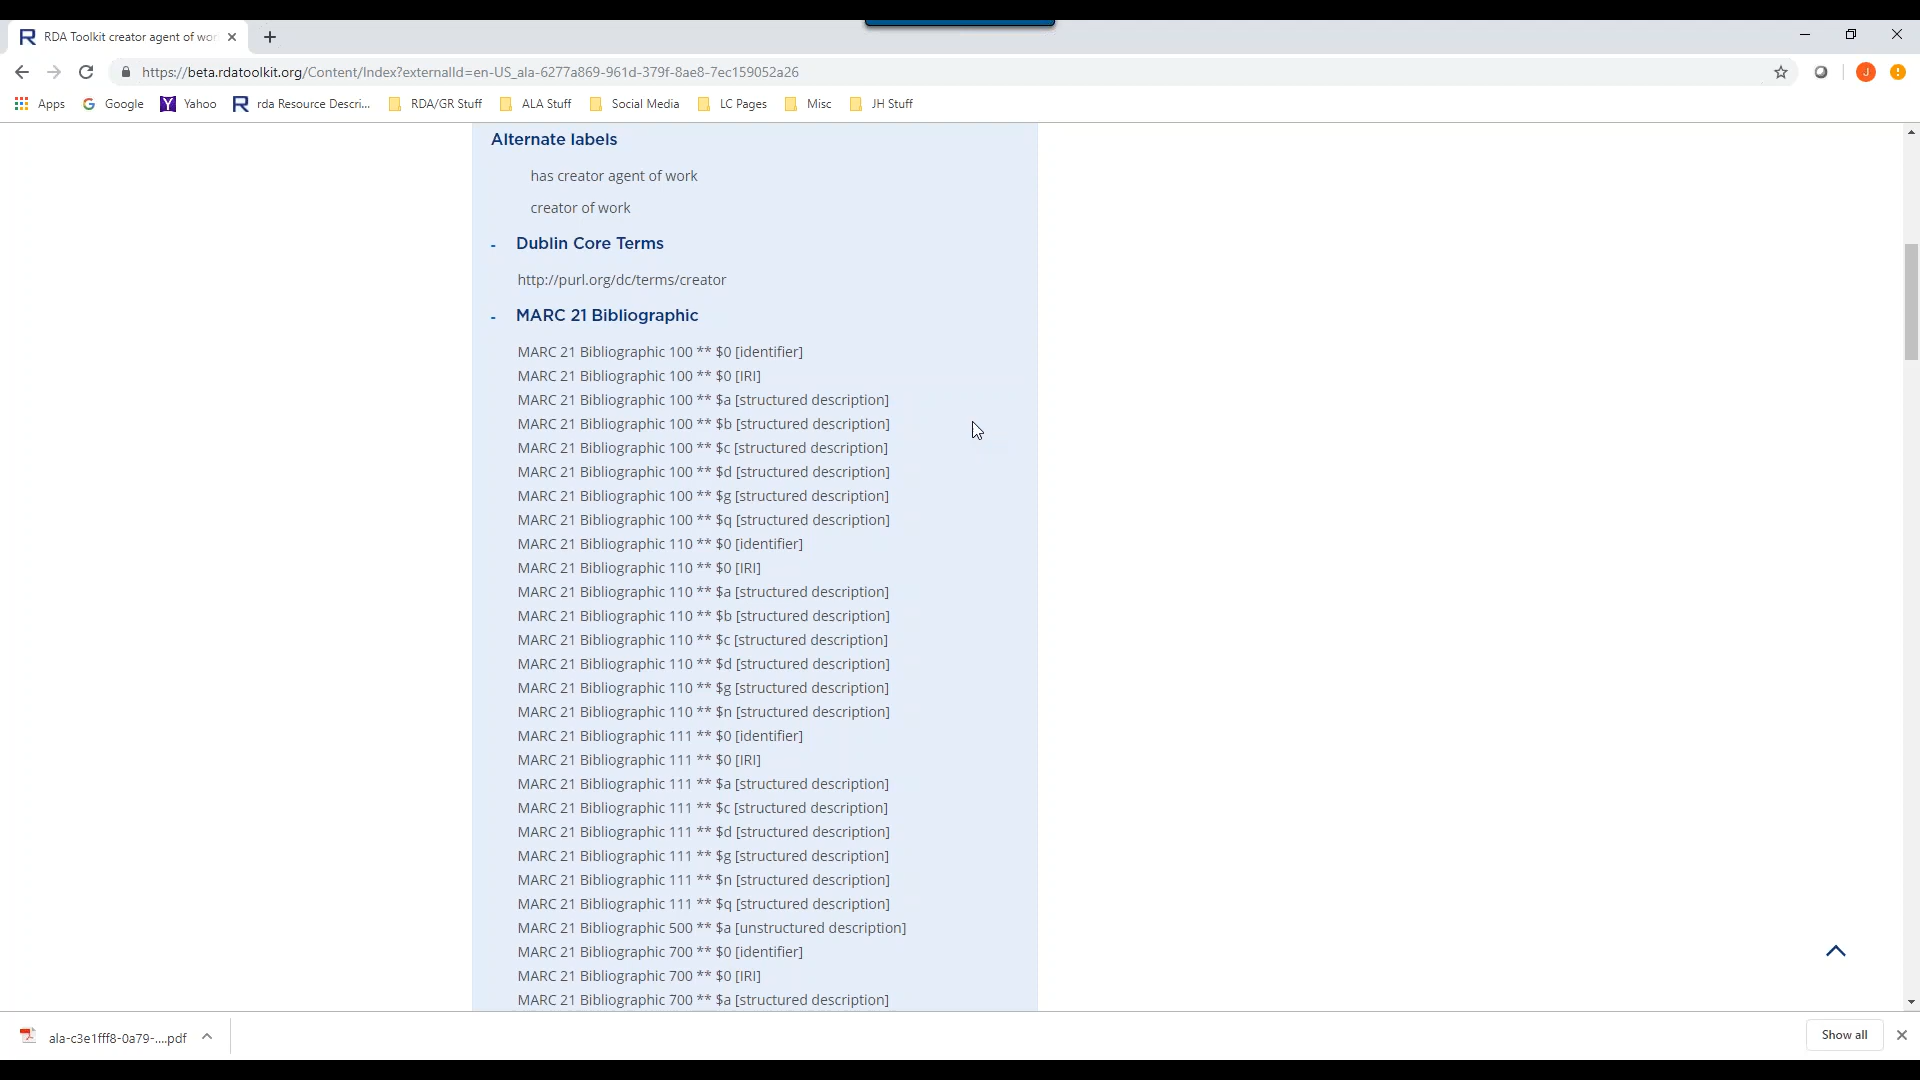 RDA Toolkit creator agent of wor
https://beta.rdatoolkit.org/Content/Index?externalId=en-US_ala-6277a869-961d-379f-8ae8-7ec159052a26
J
Apps Google Yahoo rda Resource Descri... RDA/GR Stuff ALA Stuff Social Media LC Pages Misc JH Stuff
Alternate labels
has creator agent of work
creator of work
- Dublin Core Terms
http://purl.org/dc/terms/creator
- MARC 21 Bibliographic
MARC 21 Bibliographic 100 ** $0 [identifier]
MARC 21 Bibliographic 100 ** $0 [IRI]
MARC 21 Bibliographic 100 ** $a [structured description]
MARC 21 Bibliographic 100 ** $b [structured description]
MARC 21 Bibliographic 100 ** $c [structured description]
MARC 21 Bibliographic 100 ** $d [structured description]
MARC 21 Bibliographic 100 ** $g [structured description]
MARC 21 Bibliographic 100 ** $q [structured description]
MARC 21 Bibliographic 110 ** $0 [identifier]
MARC 21 Bibliographic 110 ** $0 [IRI]
MARC 21 Bibliographic 110 ** $a [structured description]
MARC 21 Bibliographic 110 ** $b [structured description]
MARC 21 Bibliographic 110 ** $c [structured description]
MARC 21 Bibliographic 110 ** $d [structured description]
MARC 21 Bibliographic 110 ** $g [structured description]
MARC 21 Bibliographic 110 ** $n [structured description]
MARC 21 Bibliographic 111 ** $0 [identifier]
MARC 21 Bibliographic 111 ** $0 [IRI]
MARC 21 Bibliographic 111 ** $a [structured description]
MARC 21 Bibliographic 111 ** $c [structured description]
MARC 21 Bibliographic 111 ** $d [structured description]
MARC 21 Bibliographic 111 ** $g [structured description]
MARC 21 Bibliographic 111 ** $n [structured description]
MARC 21 Bibliographic 111 ** $q [structured description]
MARC 21 Bibliographic 500 ** $a [unstructured description]
MARC 21 Bibliographic 700 ** $0 [identifier]
MARC 21 Bibliographic 700 ** $0 [IRI]
MARC 21 Bibliographic 700 ** $a [structured description]
ala-c3e1fff8-0a79-....pdf
Show all